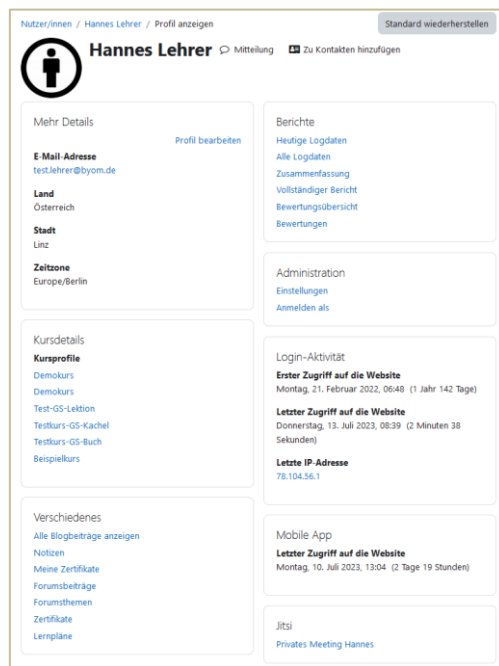 Nutzer/innen / Hannes Lehrer / Profil anzeigen
Standard wiederherstellen
Hannes Lehrer
Mitteilung
Zu Kontakten hinzufügen
Mehr Details
Profil bearbeiten
E-Mail-Adresse
test.lehrer@byom.de
Land
Österreich
Stadt
Linz
Zeitzone
Europe/Berlin
Kursdetails
Kursprofile
Demokurs
Demokurs
Test-GS-Lektion
Testkurs-GS-Kachel
Testkurs-GS-Buch
Beispielkurs
Verschiedenes
Alle Blogbeiträge anzeigen
Notizen
Meine Zertifikate
Forumsbeiträge
Forumsthemen
Zertifikate
Lernpläne
Berichte
Heutige Logdaten
Alle Logdaten
Zusammenfassung
Vollständiger Bericht
Bewertungsübersicht
Bewertungen
Administration
Einstellungen
Anmelden als
Login-Aktivität
Erster Zugriff auf die Website
Montag, 21. Februar 2022, 06:48 (1 Jahr 142 Tage)
Letzter Zugriff auf die Website
Donnerstag, 13. Juli 2023, 08:39 (2 Minuten 38
Sekunden)
Letzte IP-Adresse
78.104.56.1
Mobile App
Letzter Zugriff auf die Website
Montag, 10. Juli 2023, 13:04 (2 Tage 19 Stunden)
Jitsi
Privates Meeting Hannes